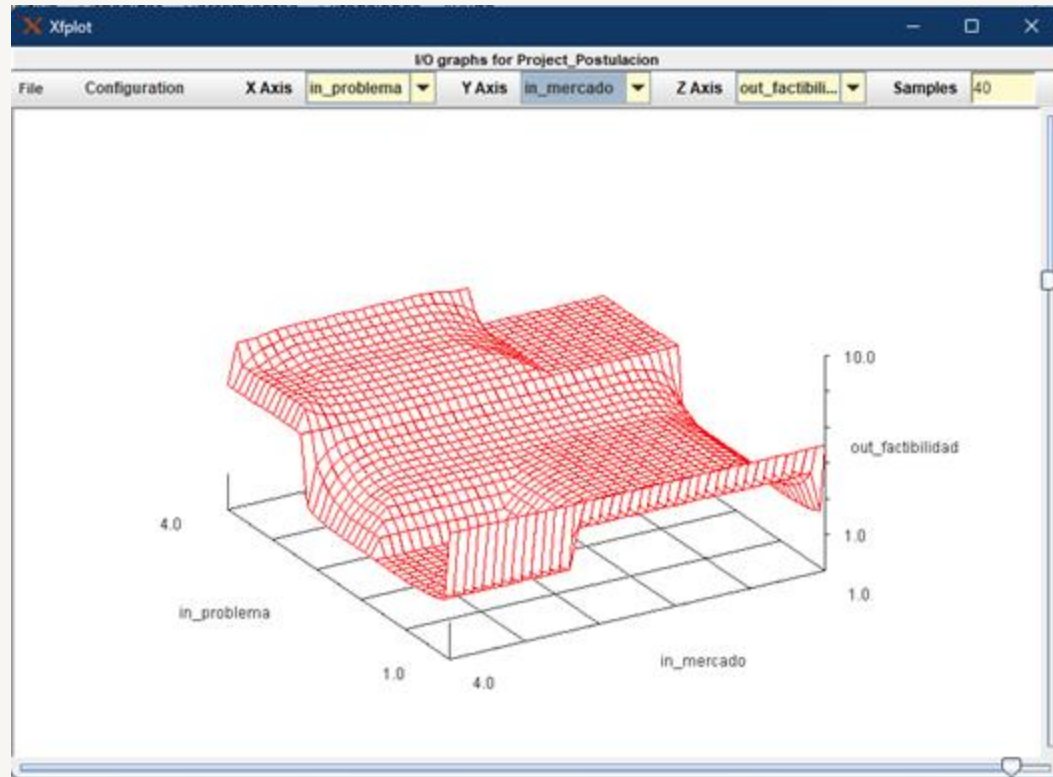 Xfplot
I/O graphs for Project_Postulacion
File Configuration X Axis in_problema Y Axis in_mercado Z Axis out_factibili... Samples 40
10.0
out_factibilidad
4.0
1.0
1.0
in_problema
in_mercado
1.0
4.0